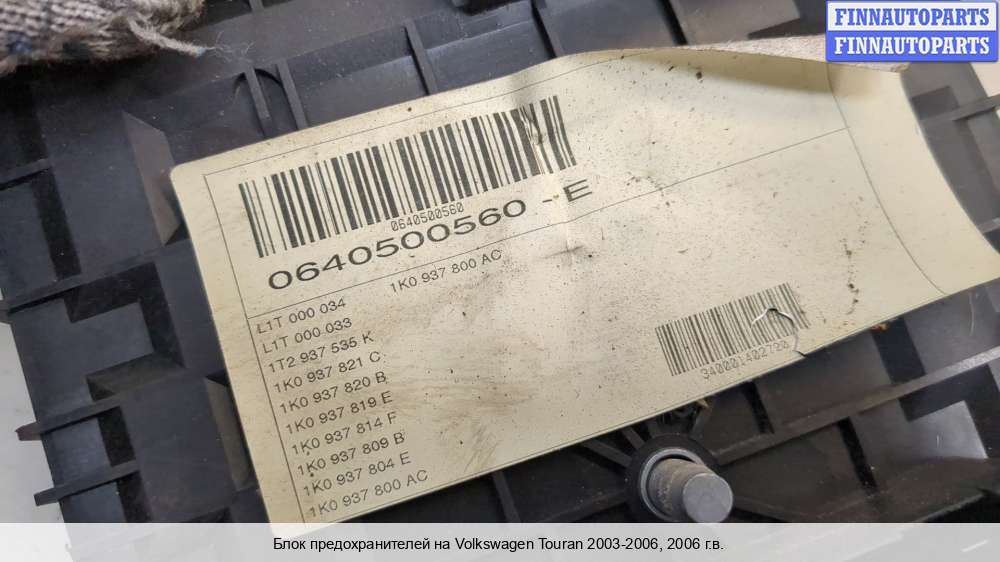 FINNAUTOPARTS
FINNAUTOPARTS
0640500560
0640500560 - E
L1T 000 034 1K0 937 800 AC
L1T 000 033
1T2 937 535 K
1K0 937 821 C
1K0 937 820 B
1K0 937 819 E
1K0 937 814 F
1K0 937 809 B
1K0 937 804 E
1K0 937 800 AC
340001402720
Блок предохранителей на Volkswagen Touran 2003-2006, 2006 г.в.